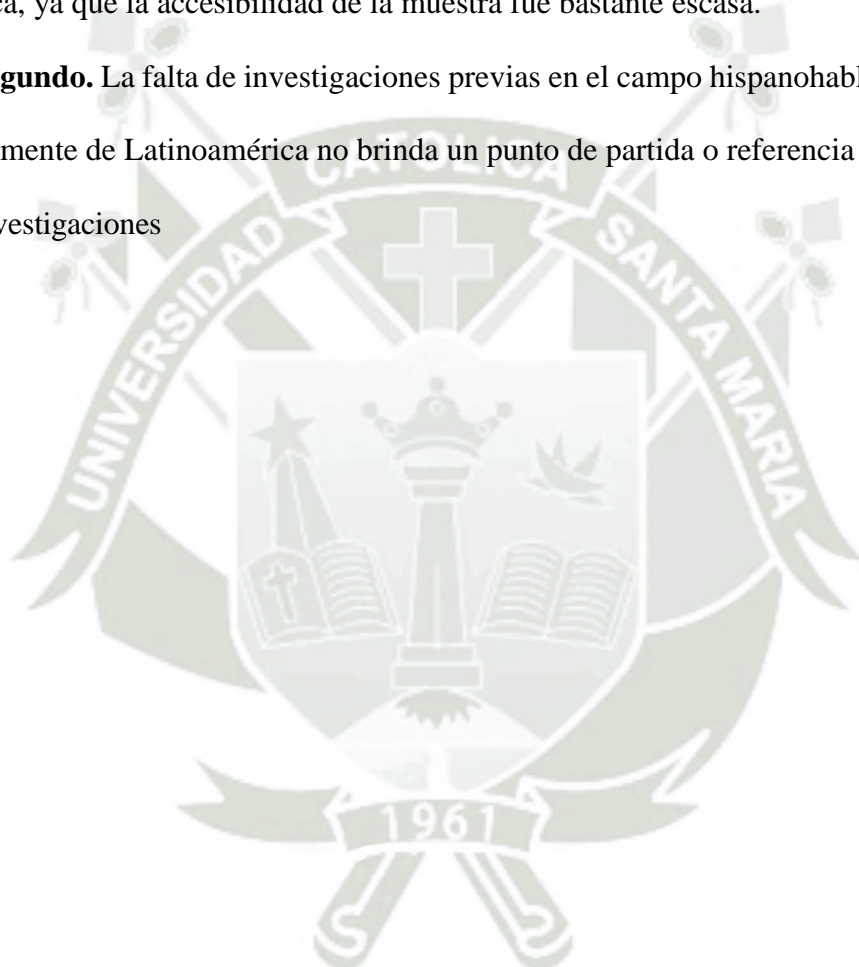 ca, ya que la accesibilidad de la muestra fue bastante escasa.
gundo. La falta de investigaciones previas en el campo hispanohabl
mente de Latinoamérica no brinda un punto de partida o referencia
vestigaciones
UNIVERSIDAD CATOLICA SANTA MARIA
1961